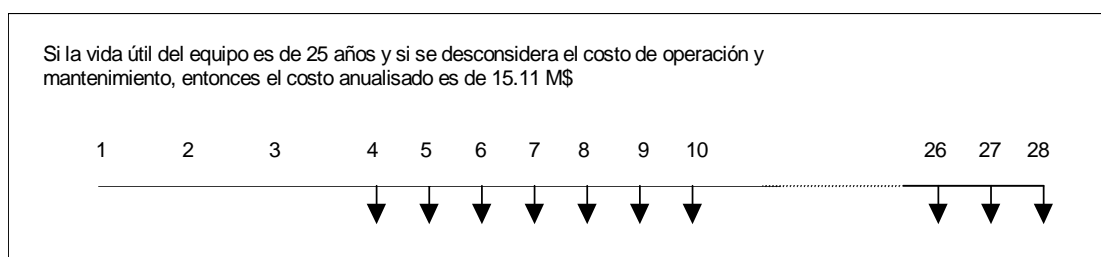 Si la vida útil del equipo es de 25 años y si se desconsidera el costo de operación y
mantenimiento, entonces el costo anualisado es de 15.11 M$
1 2 3 4 5 6 7 8 9 10 26 27 28